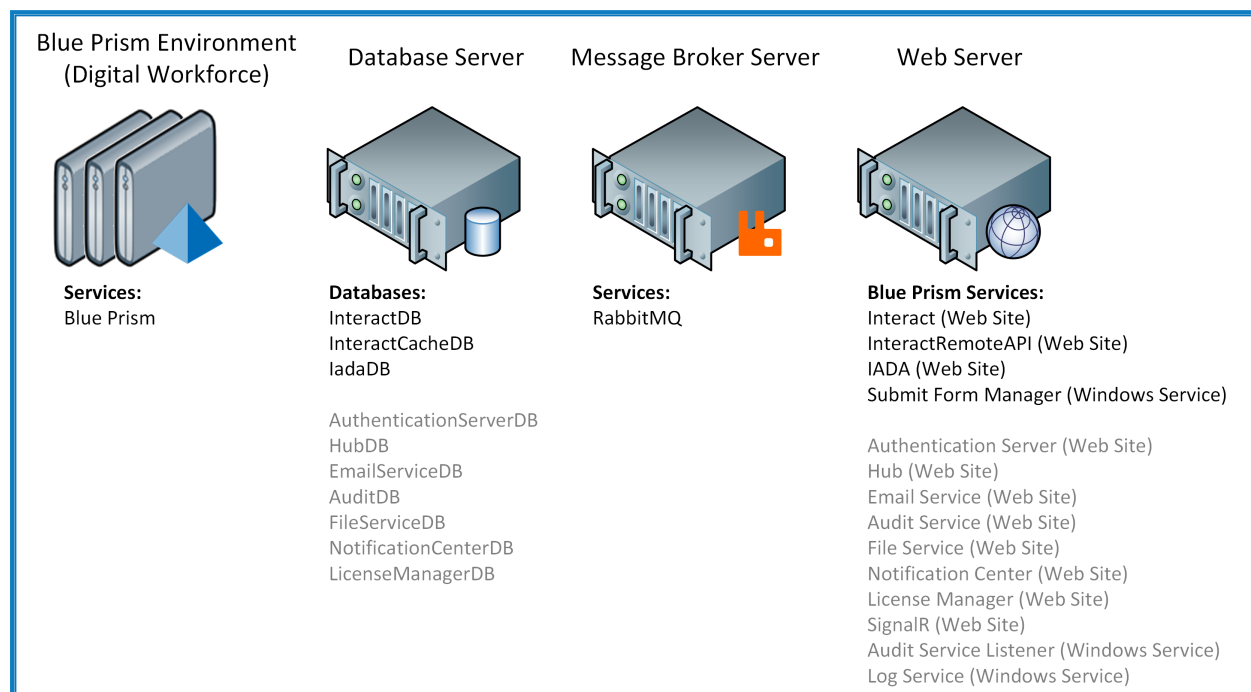 Blue Prism Environment
(Digital Workforce)
Services:
Blue Prism
Database Server
Databases:
InteractDB
InteractCacheDB
IadaDB
AuthenticationServerDB
HubDB
EmailServiceDB
AuditDB
FileServiceDB
NotificationCenterDB
LicenseManagerDB
Message Broker Server
Services:
RabbitMQ
Web Server
Blue Prism Services:
Interact (Web Site)
InteractRemoteAPI (Web Site)
IADA (Web Site)
Submit Form Manager (Windows Service)
Authentication Server (Web Site)
Hub (Web Site)
Email Service (Web Site)
Audit Service (Web Site)
File Service (Web Site)
Notification Center (Web Site)
License Manager (Web Site)
SignalR (Web Site)
Audit Service Listener (Windows Service)
Log Service (Windows Service)